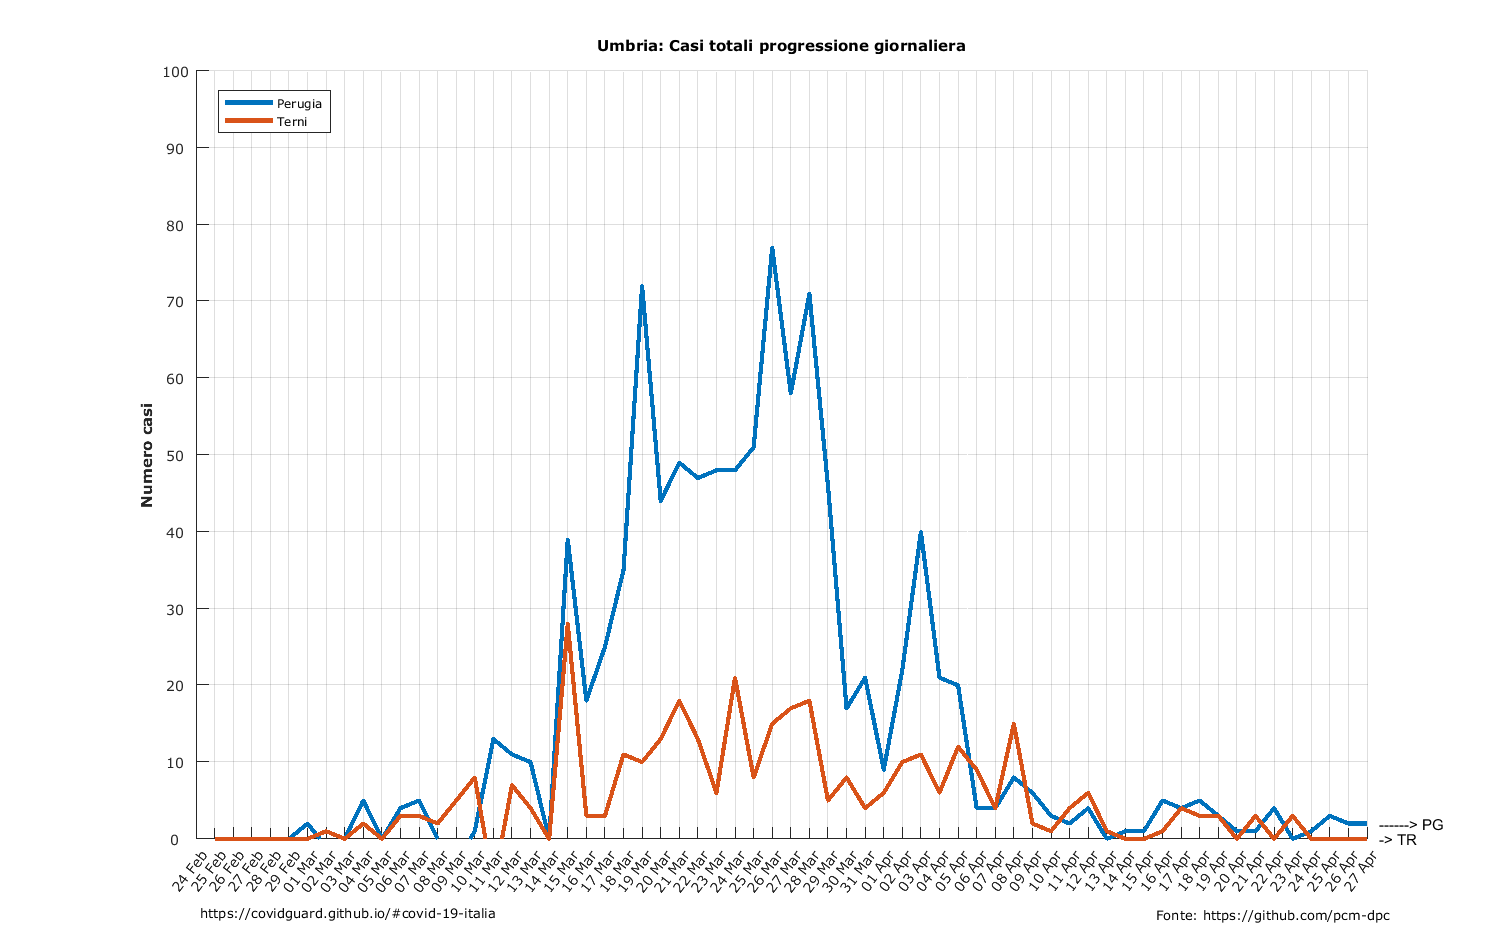 Umbria: Casi totali progressione giornaliera
100
90
80
70
60
50
40
30
20
10
0
Numero casi
Perugia
Terni
------> PG
-> TR
24 Feb
25 Feb
26 Feb
27 Feb
28 Feb
29 Feb
01 Mar
02 Mar
03 Mar
04 Mar
05 Mar
06 Mar
07 Mar
08 Mar
09 Mar
10 Mar
11 Mar
12 Mar
13 Mar
14 Mar
15 Mar
16 Mar
17 Mar
18 Mar
19 Mar
20 Mar
21 Mar
22 Mar
23 Mar
24 Mar
25 Mar
26 Mar
27 Mar
28 Mar
29 Mar
30 Mar
31 Mar
01 Apr
02 Apr
03 Apr
04 Apr
05 Apr
06 Apr
07 Apr
08 Apr
09 Apr
10 Apr
11 Apr
12 Apr
13 Apr
14 Apr
15 Apr
16 Apr
17 Apr
18 Apr
19 Apr
20 Apr
21 Apr
22 Apr
23 Apr
24 Apr
25 Apr
26 Apr
27 Apr
https://covidguard.github.io/#covid-19-italia
Fonte: https://github.com/pcm-dpc